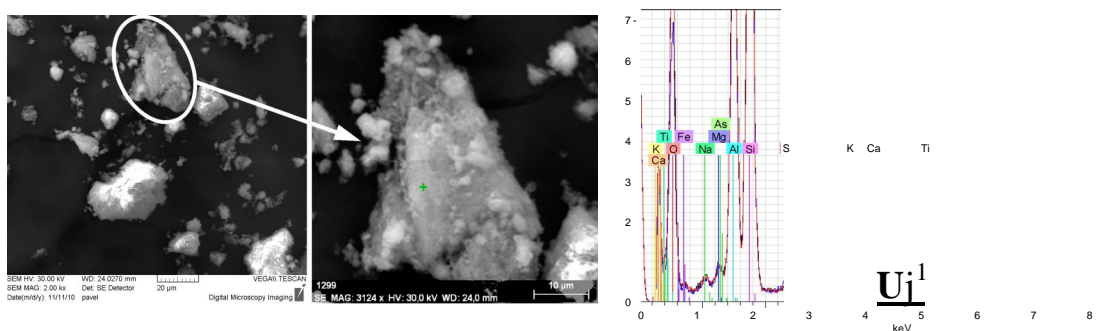 SEM HV: 30.00 kV WD: 24.0270 mm VEGA\\ TESCAN
SEM MAG: 2.00 kx Det: SE Detector 20 µm
Date(m/d/y): 11/11/10 pavel Digital Microscopy Imaging
1299
SE MAG: 3124 x HV: 30.0 kV WD: 24.0 mm 10 µm
7
6
5
4
3
2
1
0
As
Ti Fe Mg
K O Na Al Si S K Ca Ti
Ca
Uj1
0 1 2 3 4 5 6 7 8
keV